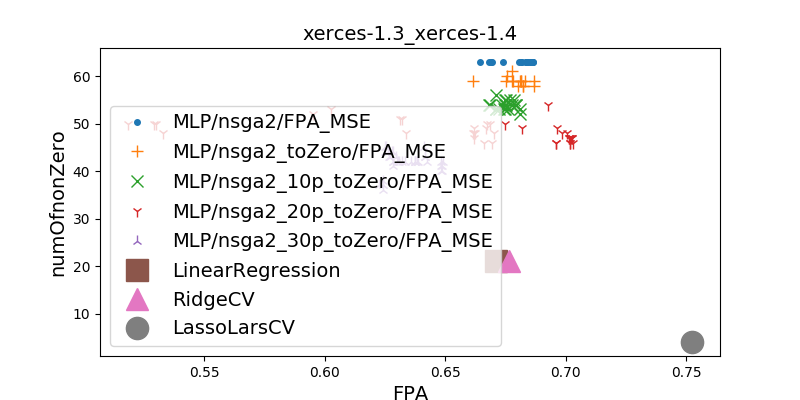 xerces-1.3_xerces-1.4
numOfnonZero
60
50
40
30
20
10
MLP/nsga2/FPA_MSE
MLP/nsga2_toZero/FPA_MSE
MLP/nsga2_10p_toZero/FPA_MSE
MLP/nsga2_20p_toZero/FPA_MSE
MLP/nsga2_30p_toZero/FPA_MSE
LinearRegression
RidgeCV
LassoLarsCV
0.55 0.60 0.65 0.70 0.75
FPA